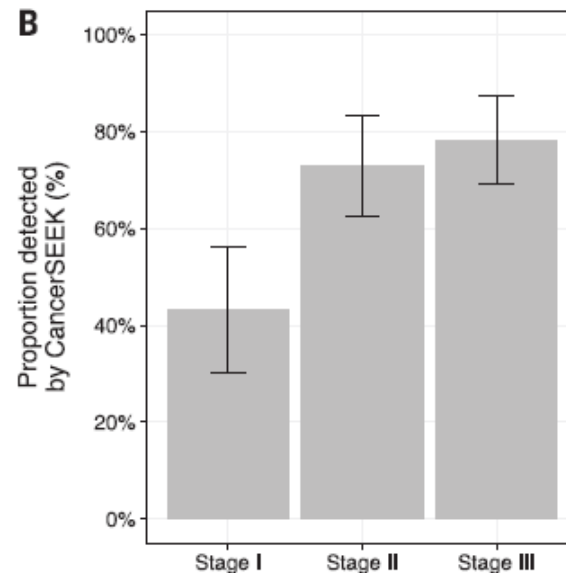 B
100%
80%
60%
40%
20%
0%
Proportion detected
by CancerSEEK (%)
Stage I
Stage II
Stage III